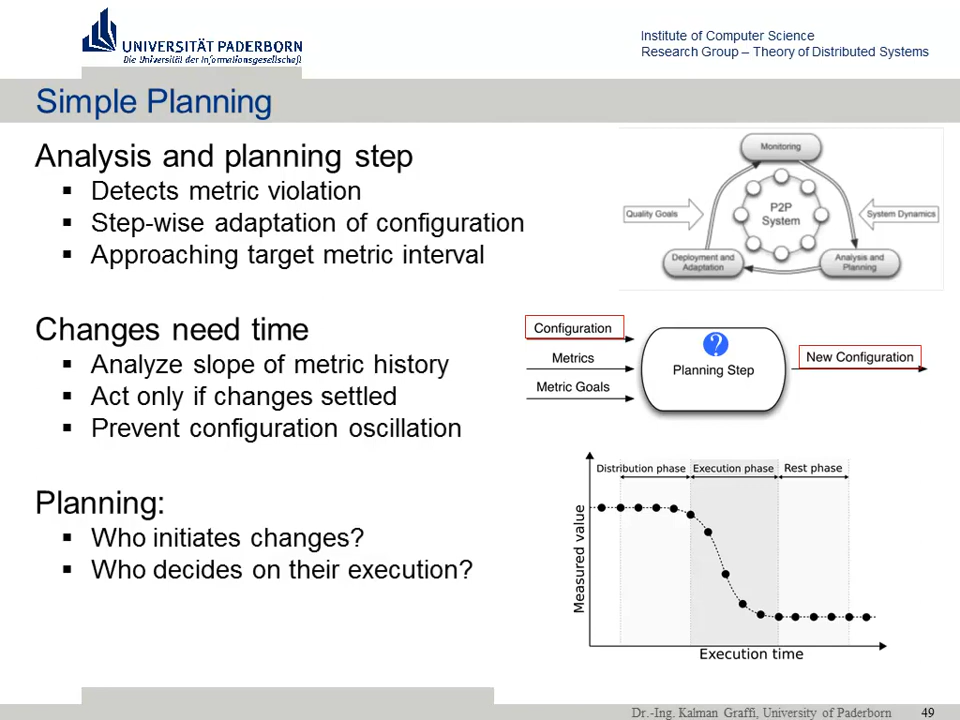 UNIVERSITÄT PADERBORN
Die Universität der Informationsgesellschaft
Institute of Computer Science
Research Group – Theory of Distributed Systems
Simple Planning
Analysis and planning step
Detects metric violation
Step-wise adaptation of configuration
Approaching target metric interval
Monitoring
P2P
System
Quality Goals
System Dynamics
Deployment and
Adaptation
Analysis and
Planning
Changes need time
Analyze slope of metric history
Act only if changes settled
Prevent configuration oscillation
Configuration
Metrics
Metric Goals
?
Planning Step
New Configuration
Planning:
Who initiates changes?
Who decides on their execution?
Distribution phase
Execution phase
Rest phase
Measured value
Execution time
Dr.-Ing. Kalman Graffi, University of Paderborn
49